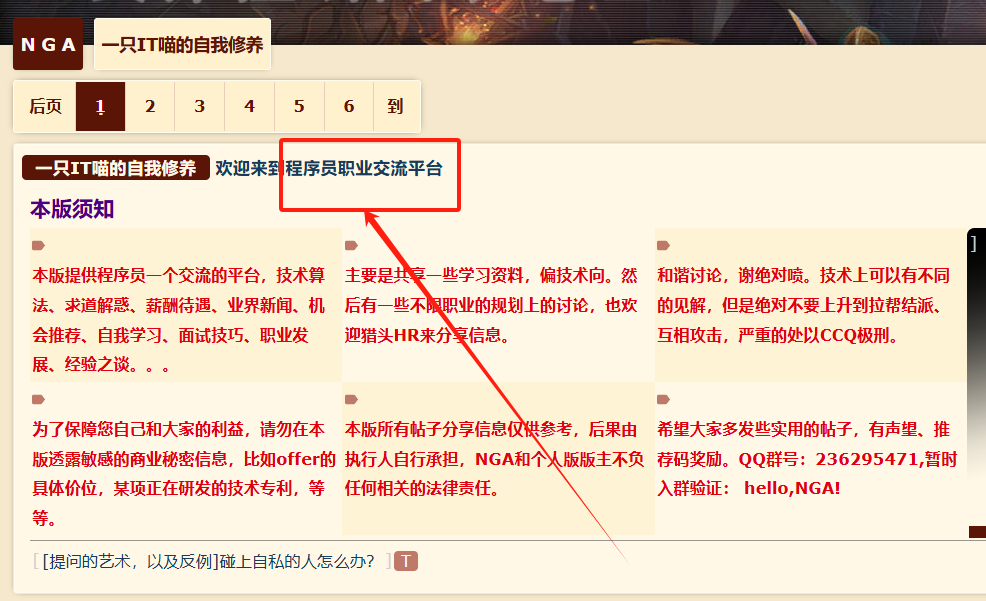 NGA
一只IT喵的自我修养
后页 1 2 3 4 5 6 到
一只IT喵的自我修养 欢迎来到程序员职业交流平台
本版须知
本版提供程序员一个交流的平台，技术算
法、求道解惑、薪酬待遇、业界新闻、机
会推荐、自我学习、面试技巧、职业发
展、经验之谈。。。
主要是共享一些学习资料，偏技术向。然
后有一些不限职业的规划上的讨论，也欢
迎猎头HR来分享信息。
和谐讨论，谢绝对喷。技术上可以有不同
的见解，但是绝对不要上升到拉帮结派、
互相攻击，严重的处以CCQ极刑。
]
为了保障您自己和大家的利益，请勿在本
版透露敏感的商业秘密信息，比如offer的
具体价位，某项正在研发的技术专利，等
等。
本版所有帖子分享信息仅供参考，后果由
执行人自行承担，NGA和个人版版主不负
任何相关的法律责任。
希望大家多发些实用的帖子，有声望、推
荐码奖励。QQ群号：236295471,暂时
入群验证： hello,NGA!
[ [提问的艺术，以及反例]碰上自私的人怎么办？ ] T